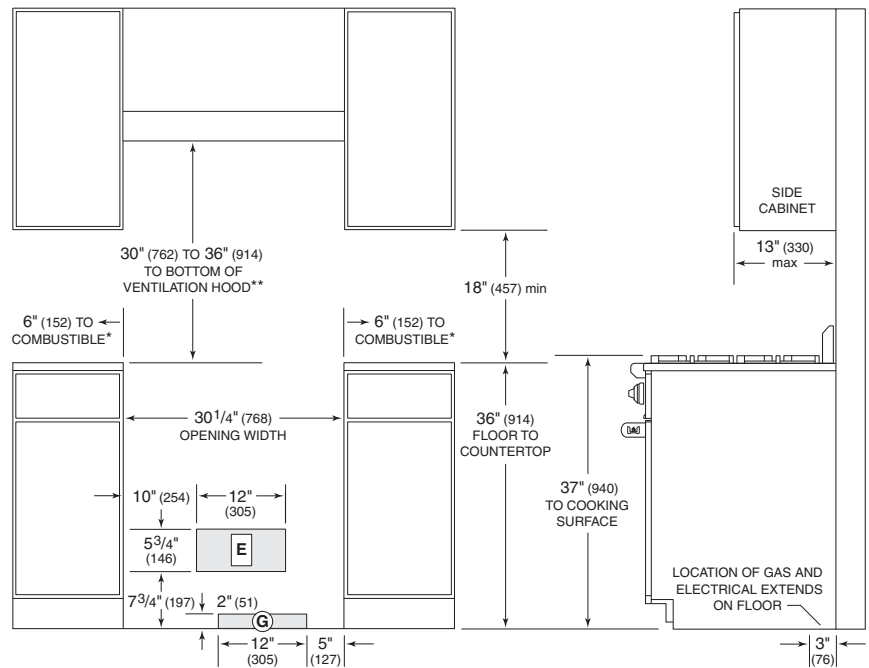 SIDE
CABINET
13" (330)
max
30" (762) TO 36" (914)
TO BOTTOM OF
VENTILATION HOOD**
18" (457) min
6" (152) TO
COMBUSTIBLE*
6" (152) TO
COMBUSTIBLE*
30 1/4" (768)
OPENING WIDTH
36" (914)
FLOOR TO
COUNTERTOP
37" (940)
TO COOKING
SURFACE
10" (254)
12"
(305)
5 3/4"
(146)
E
7 3/4" (197)
2" (51)
G
12"
(305)
5"
(127)
LOCATION OF GAS AND
ELECTRICAL EXTENDS
ON FLOOR
3"
(76)